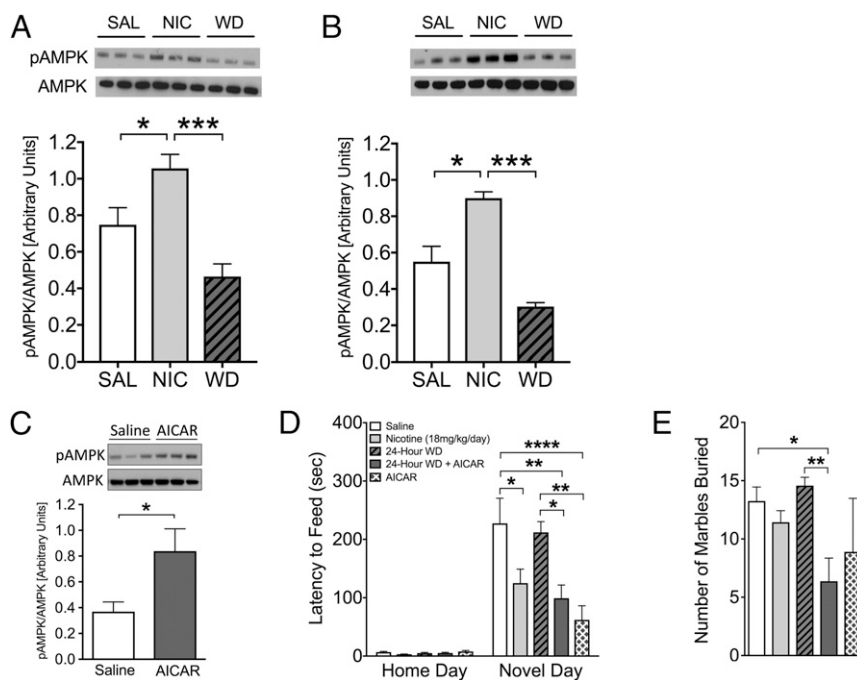 A
SAL NIC WD
pAMPK
AMPK
* ***
pAMPK/AMPK [Arbitrary Units]
1.2
1.0
0.8
0.6
0.4
0.2
0.0
SAL NIC WD
B
SAL NIC WD
* ***
pAMPK/AMPK [Arbitrary Units]
1.2
1.0
0.8
0.6
0.4
0.2
0.0
SAL NIC WD
C
Saline AICAR
pAMPK
AMPK
*
pAMPK/AMPK [Arbitrary Units]
1.2
1.0
0.8
0.6
0.4
0.2
0.0
Saline AICAR
D
Saline
Nicotine (18mg/kg/day)
24-Hour WD
24-Hour WD + AICAR
AICAR
****
**
* **
*
Latency to Feed (sec)
400
300
200
100
0
Home Day Novel Day
E
*
**
Number of Marbles Buried
20
15
10
5
0